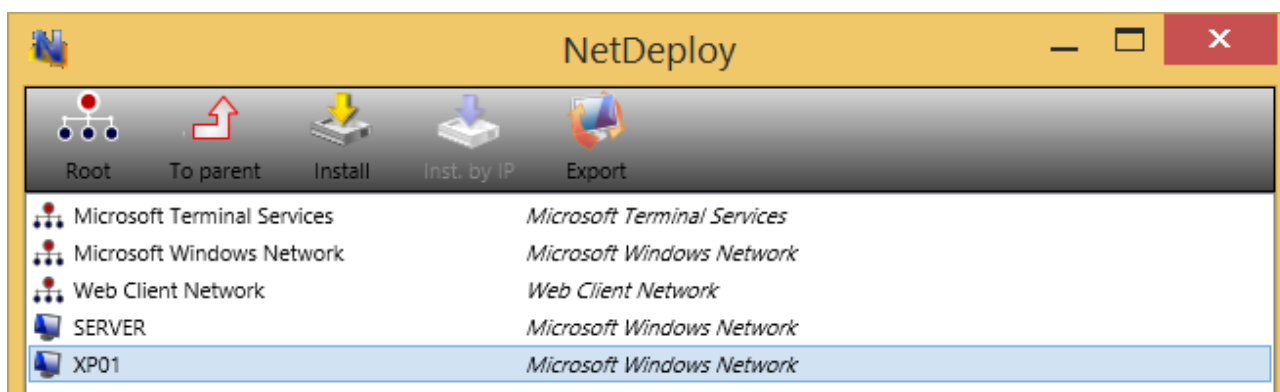 NetDeploy
Root To parent Install Inst. by IP Export
Microsoft Terminal Services Microsoft Terminal Services
Microsoft Windows Network Microsoft Windows Network
Web Client Network Web Client Network
SERVER Microsoft Windows Network
XP01 Microsoft Windows Network